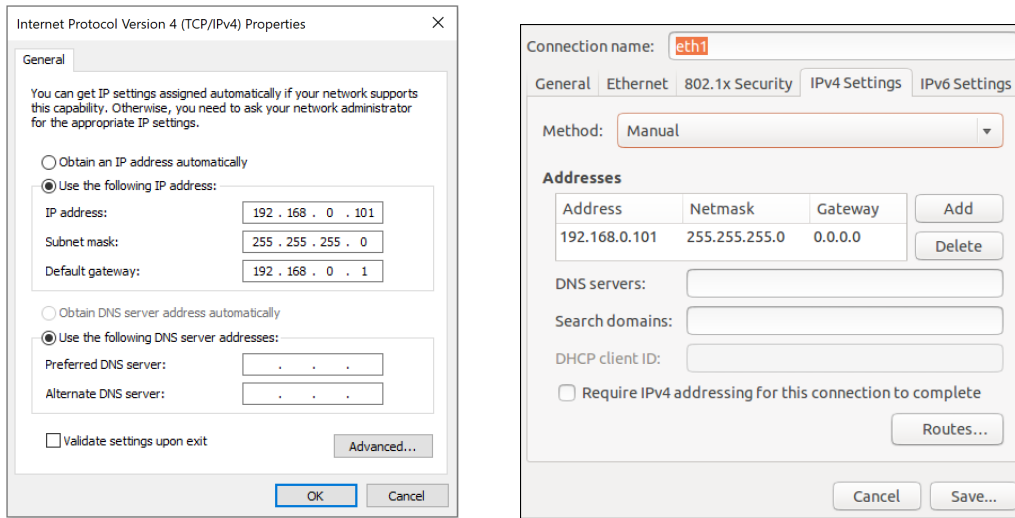 Internet Protocol Version 4 (TCP/IPv4) Properties
General
You can get IP settings assigned automatically if your network supports
this capability. Otherwise, you need to ask your network administrator
for the appropriate IP settings.
Obtain an IP address automatically
Use the following IP address:
IP address: 192 . 168 . 0 . 101
Subnet mask: 255 . 255 . 255 . 0
Default gateway: 192 . 168 . 0 . 1
Obtain DNS server address automatically
Use the following DNS server addresses:
Preferred DNS server: . . .
Alternate DNS server: . . .
Validate settings upon exit
Advanced...
OK Cancel
Connection name: eth1
General Ethernet 802.1x Security IPv4 Settings IPv6 Settings
Method: Manual
Addresses
Address Netmask Gateway Add
192.168.0.101 255.255.255.0 0.0.0.0
Delete
DNS servers:
Search domains:
DHCP client ID:
Require IPv4 addressing for this connection to complete
Routes...
Cancel Save...